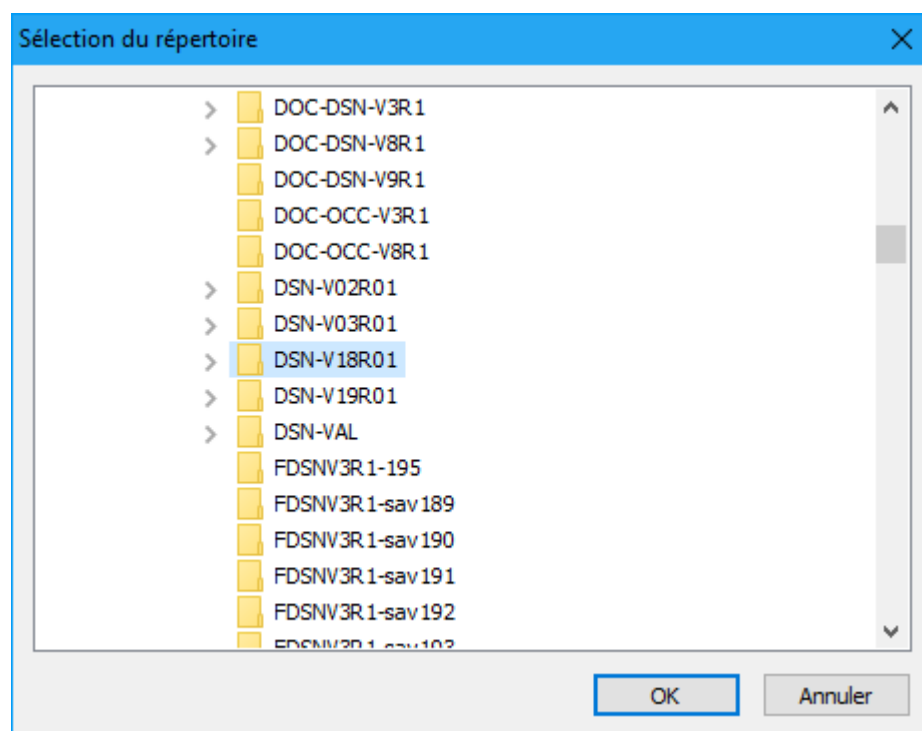 Sélection du répertoire
DOC-DSN-V3R1
DOC-DSN-V8R1
DOC-DSN-V9R1
DOC-OCC-V3R1
DOC-OCC-V8R1
DSN-V02R01
DSN-V03R01
DSN-V18R01
DSN-V19R01
DSN-VAL
FDSNV3R1-195
FDSNV3R1-sav189
FDSNV3R1-sav190
FDSNV3R1-sav191
FDSNV3R1-sav192
FDSNV3R1-sav193
OK
Annuler